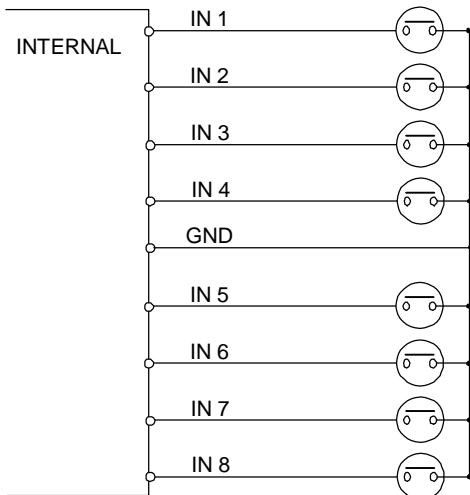 IN 1
INTERNAL
IN 2
IN 3
IN 4
GND
IN 5
IN 6
IN 7
IN 8